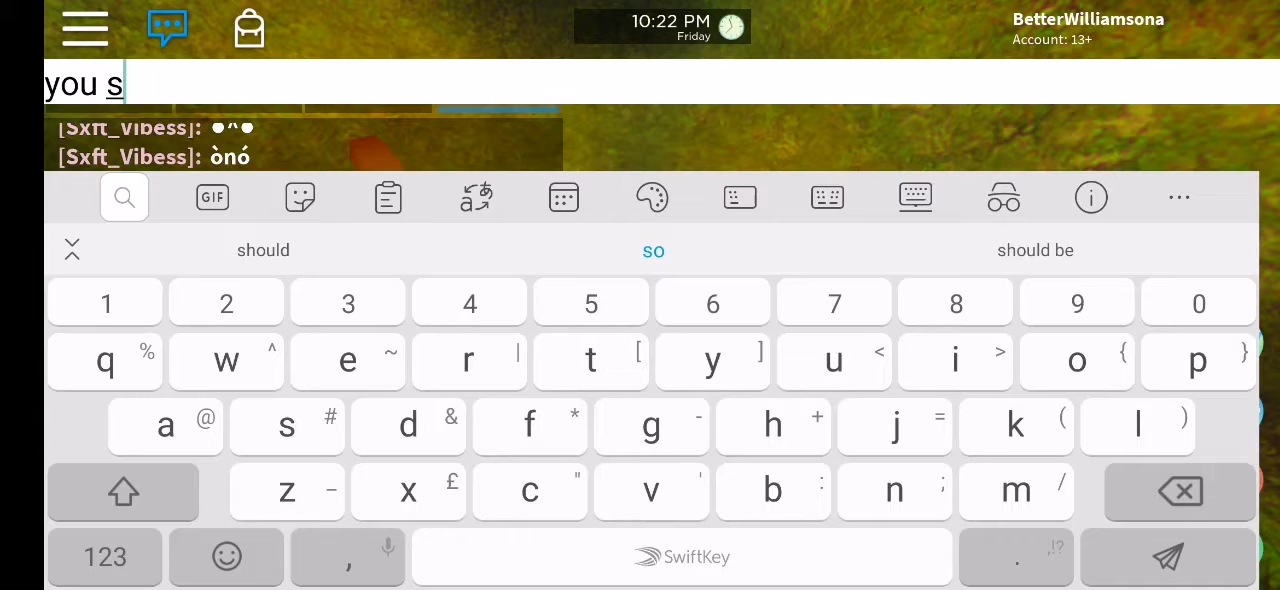 10:22 PM
Friday
BetterWilliamsona
Account: 13+
you s
[Sxft_Vibess]: ●^●
[Sxft_Vibess]: ònó
GIF
should
so
should be
1 2 3 4 5 6 7 8 9 0
q % w ^ e ~ r | t [ y ] u < i > o { p }
a @ s # d & f * g - h + j = k ( l )
z _ x £ c " v ' b : n ; m /
123 , SwiftKey . ,!?